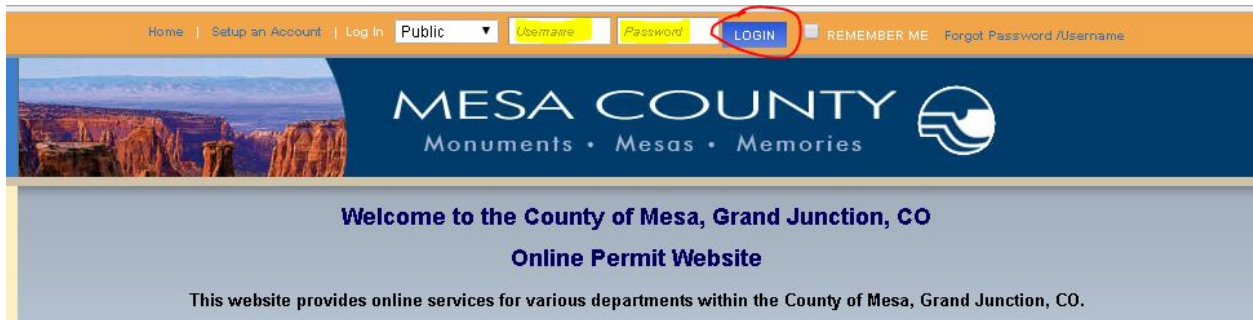 Home | Setup an Account | Log In Public Username Password LOGIN REMEMBER ME Forgot Password /Username
MESA COUNTY
Monuments • Mesas • Memories
Welcome to the County of Mesa, Grand Junction, CO
Online Permit Website
This website provides online services for various departments within the County of Mesa, Grand Junction, CO.